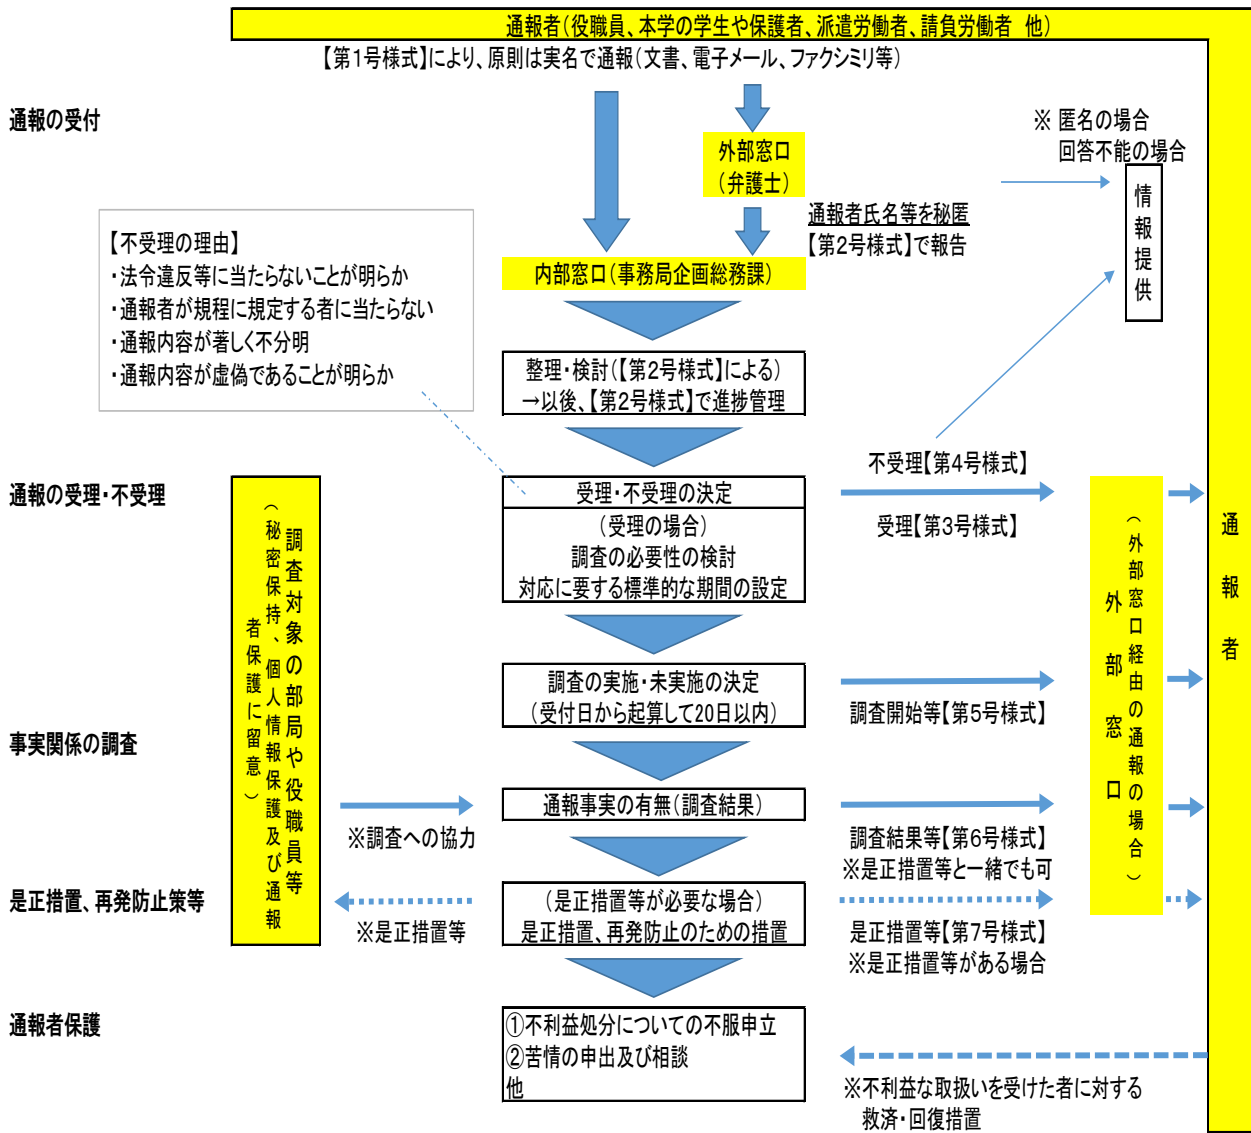 通報者(役職員、本学の学生や保護者、派遣労働者、請負労働者 他)
【第1号様式】により、原則は実名で通報(文書、電子メール、ファクシミリ等)
通報の受付
外部窓口
(弁護士)
※ 匿名の場合
回答不能の場合
情報提供
通報者氏名等を秘匿
【第2号様式】で報告
【不受理の理由】
・法令違反等に当たらないことが明らか
・通報者が規程に規定する者に当たらない
・通報内容が著しく不分明
・通報内容が虚偽であることが明らか
内部窓口(事務局企画総務課)
整理・検討(【第2号様式】による)
→以後、【第2号様式】で進捗管理
通報の受理・不受理
受理・不受理の決定
(受理の場合)
調査の必要性の検討
対応に要する標準的な期間の設定
不受理【第4号様式】
受理【第3号様式】
調査対象の部局や役職員等
(秘密保持、個人情報保護及び通報
者保護に留意)
(外部窓口経由の通報の場合)
外部窓口
通報者
調査の実施・未実施の決定
(受付日から起算して20日以内)
調査開始等【第5号様式】
事実関係の調査
通報事実の有無(調査結果)
※調査への協力
調査結果等【第6号様式】
※是正措置等と一緒でも可
是正措置、再発防止策等
(是正措置等が必要な場合)
是正措置、再発防止のための措置
※是正措置等
是正措置等【第7号様式】
※是正措置等がある場合
通報者保護
①不利益処分についての不服申立
②苦情の申出及び相談
他
※不利益な取扱いを受けた者に対する
救済・回復措置